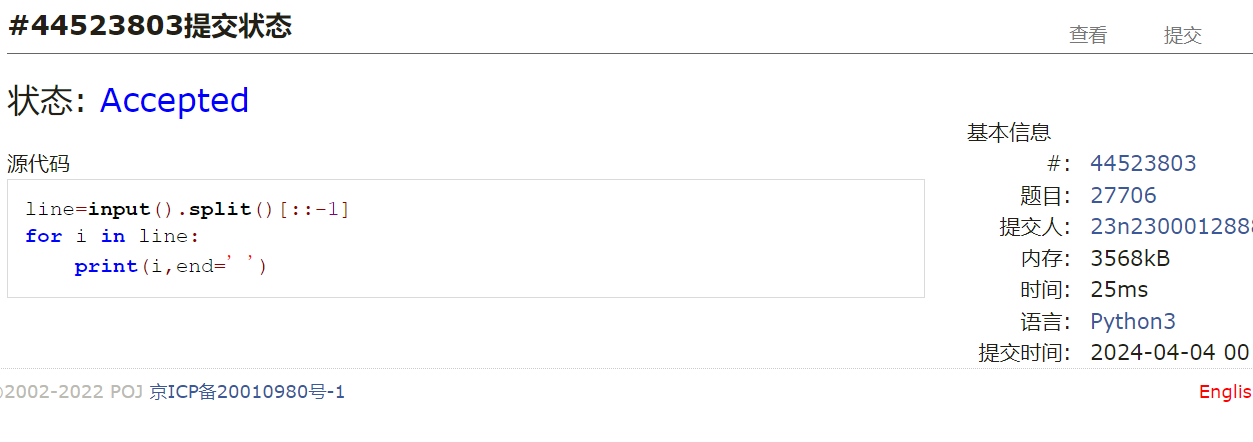 #44523803提交状态
查看
提交
状态: Accepted
源代码
line=input().split()[::-1]
for i in line:
    print(i,end=' ')
基本信息
#: 44523803
题目: 27706
提交人: 23n230001288
内存: 3568kB
时间: 25ms
语言: Python3
提交时间: 2024-04-04 00
©2002-2022 POJ 京ICP备20010980号-1
Englis